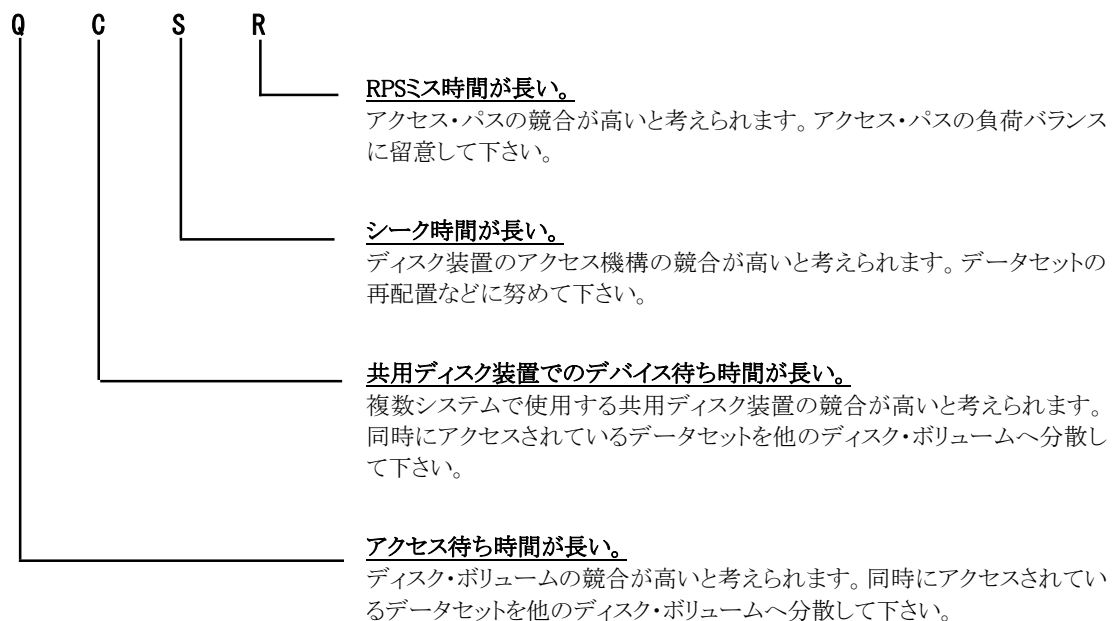 Q C S R
RPSミス時間が長い。
アクセス・パスの競合が高いと考えられます。アクセス・パスの負荷バランス
に留意して下さい。
シーク時間が長い。
ディスク装置のアクセス機構の競合が高いと考えられます。データセットの
再配置などに努めて下さい。
共用ディスク装置でのデバイス待ち時間が長い。
複数システムで使用する共用ディスク装置の競合が高いと考えられます。
同時にアクセスされているデータセットを他のディスク・ボリュームへ分散し
て下さい。
アクセス待ち時間が長い。
ディスク・ボリュームの競合が高いと考えられます。同時にアクセスされてい
るデータセットを他のディスク・ボリュームへ分散して下さい。